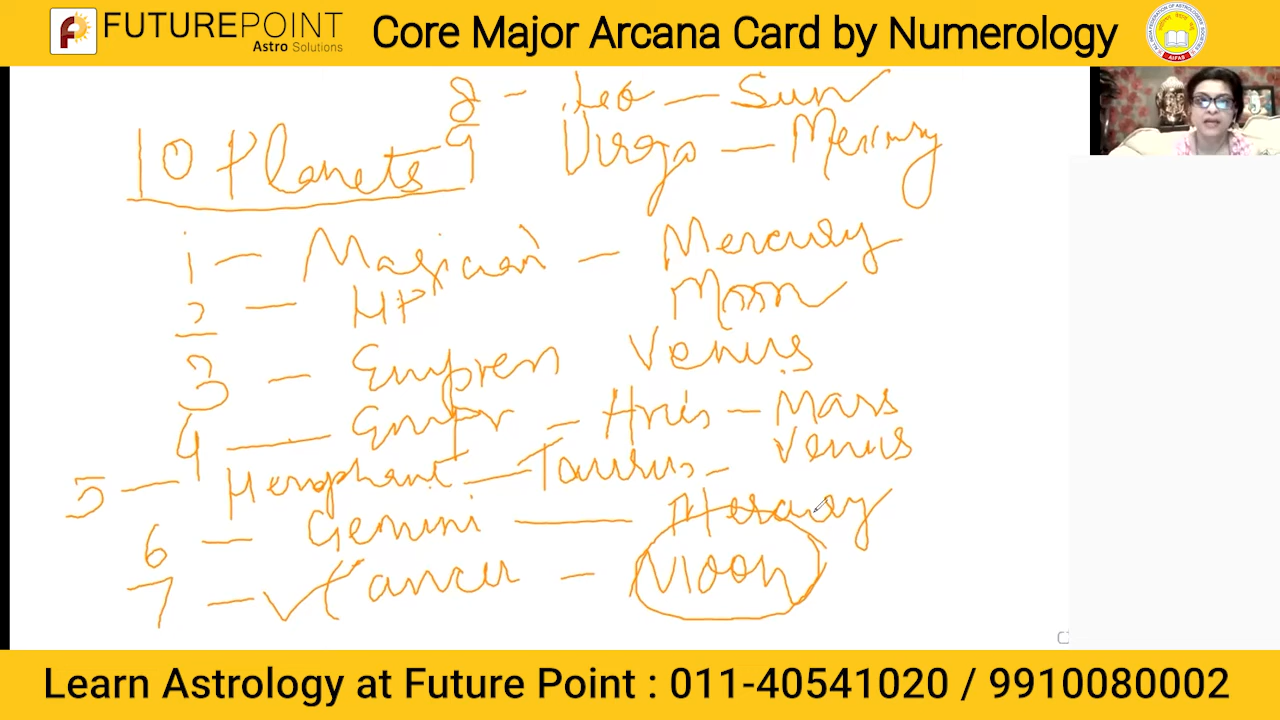 FUTUREPOINT
Astro Solutions
Core Major Arcana Card by Numerology
AIFAS
8 - Leo - Sun
10 Planets
9 Virgo - Mercury
1 - Magician - Mercury
2 - HP Moon
3 - Empress Venus
4 - Empr - Aries - Mars
5 - Herophant - Taurus - Venus
6 - Gemini - Mercury
7 - Cancer - Moon
Learn Astrology at Future Point : 011-40541020 / 9910080002